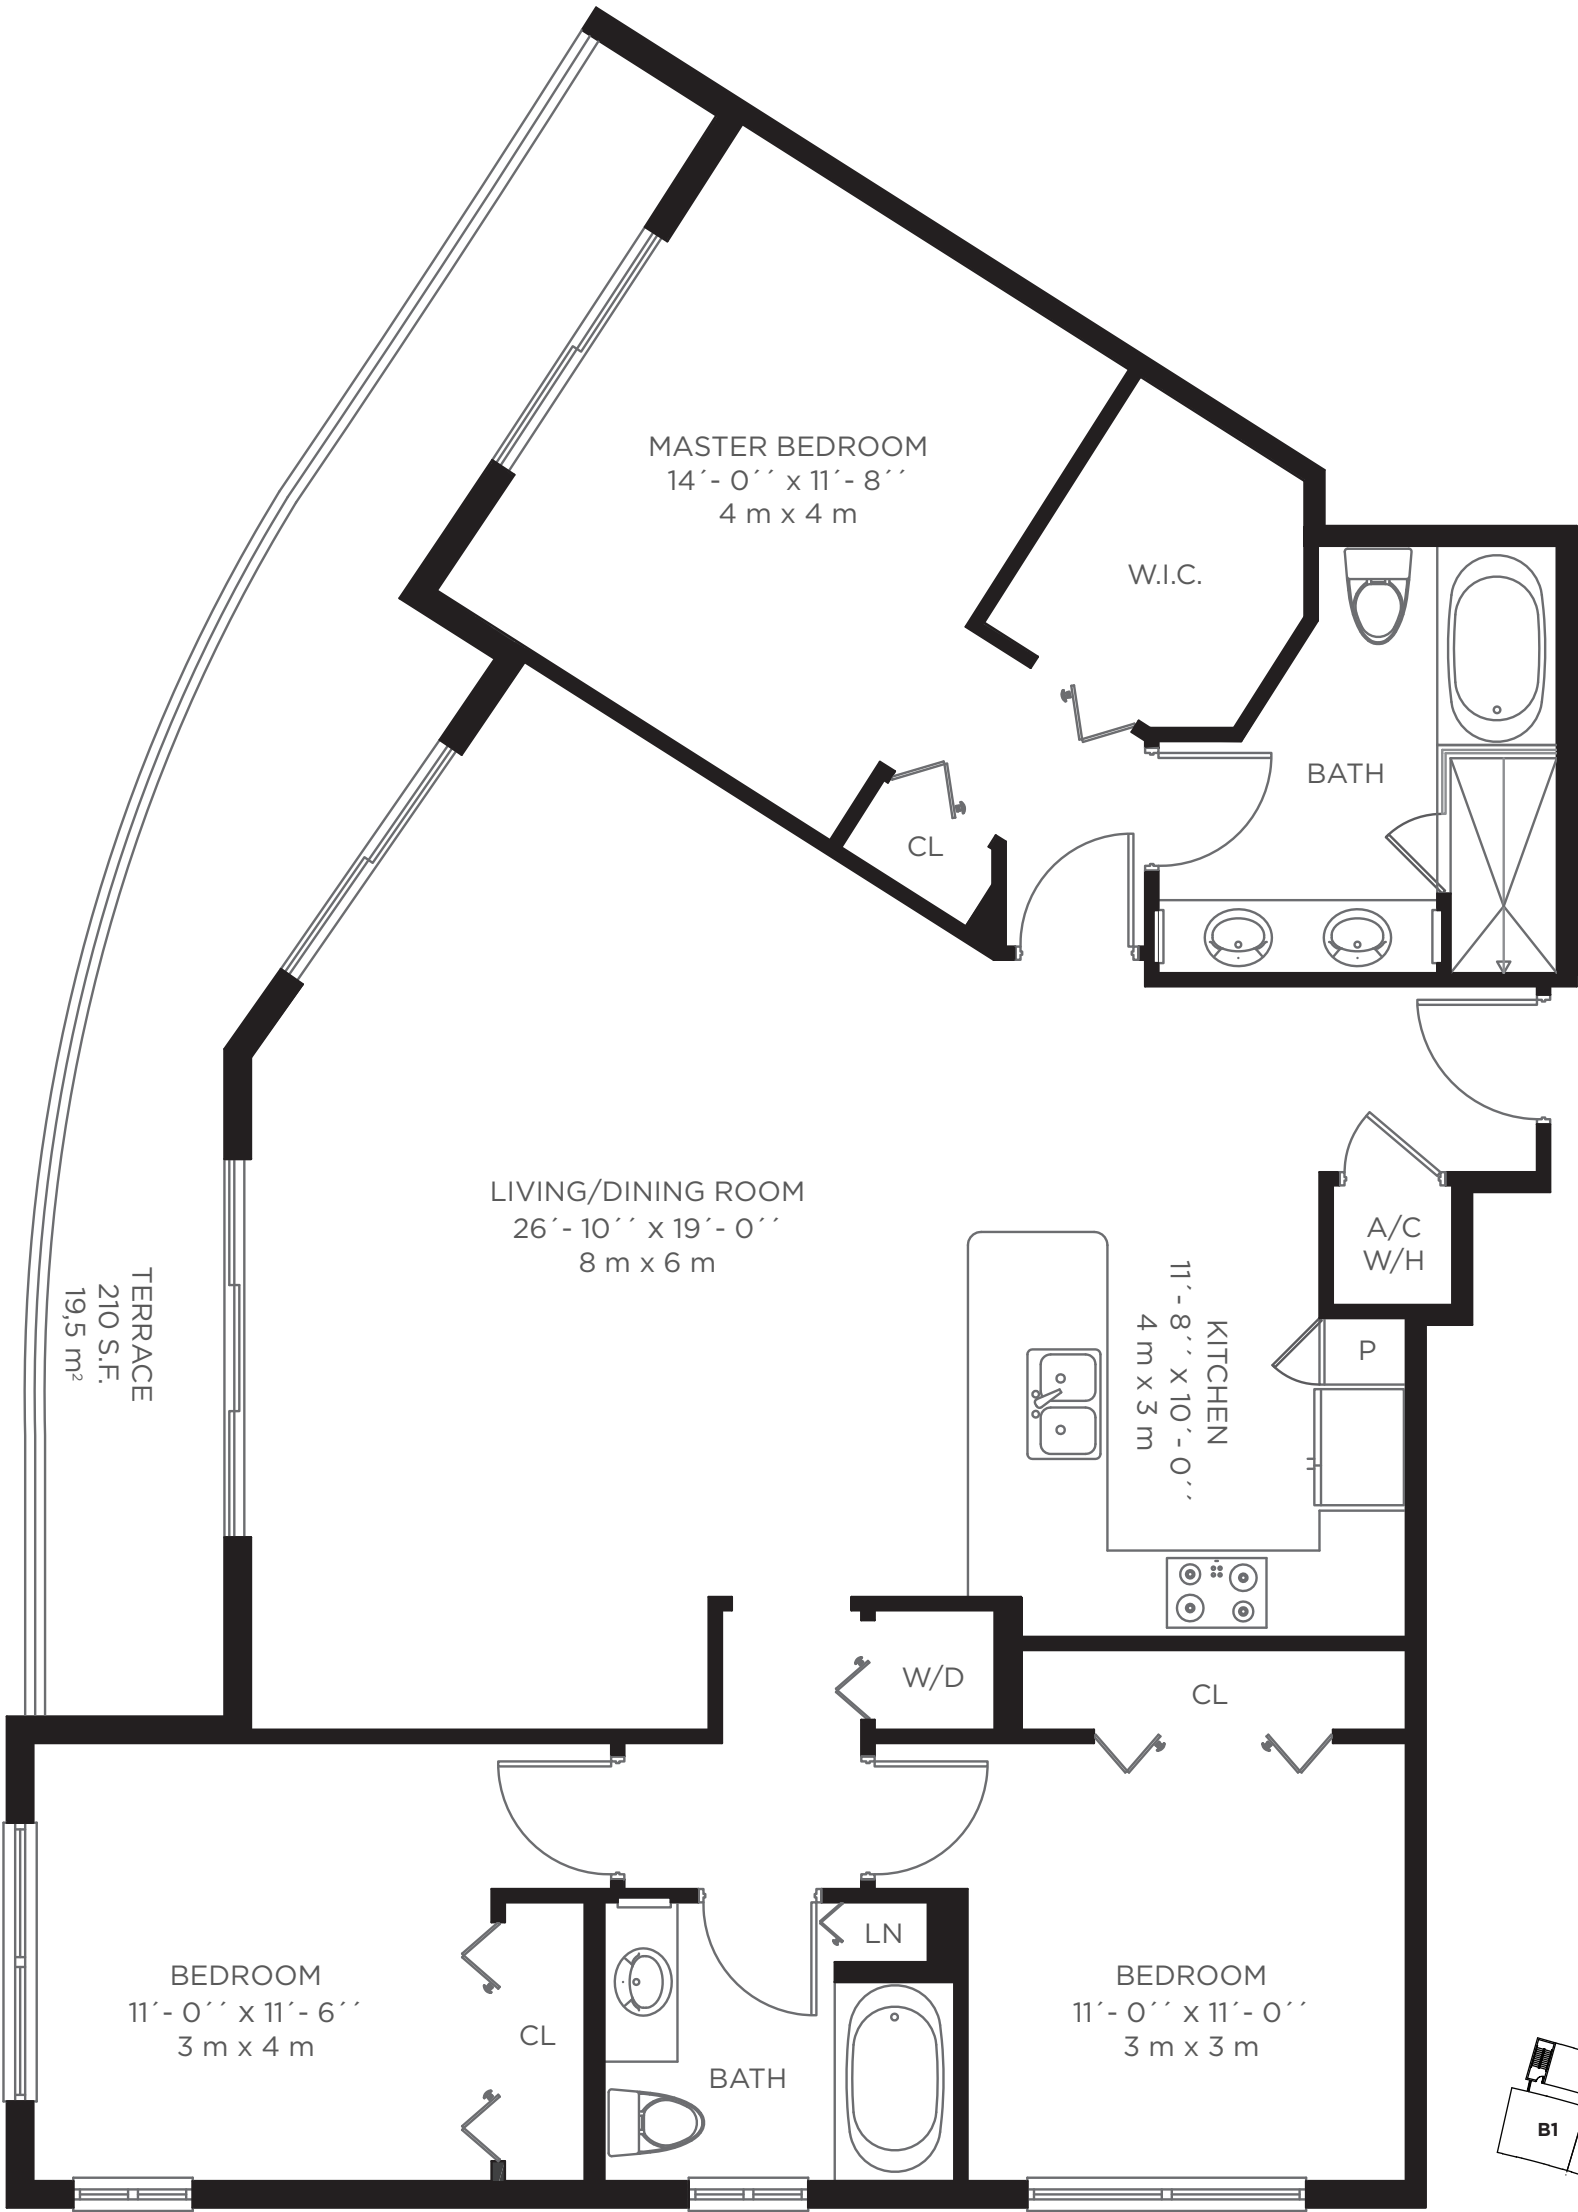 MASTER BEDROOM
14´- 0´´ x 11´- 8´´
4 m x 4 m
W.I.C.
BATH
CL
LIVING/DINING ROOM
26´- 10´´ x 19´- 0´´
8 m x 6 m
A/C
W/H
TERRACE
210 S.F.
19,5 m²
KITCHEN
11´- 8´´ x 10´- 0´´
4 m x 3 m
P
W/D
CL
LN
BEDROOM
11´- 0´´ x 11´- 6´´
3 m x 4 m
CL
BATH
BEDROOM
11´- 0´´ x 11´- 0´´
3 m x 3 m
B1